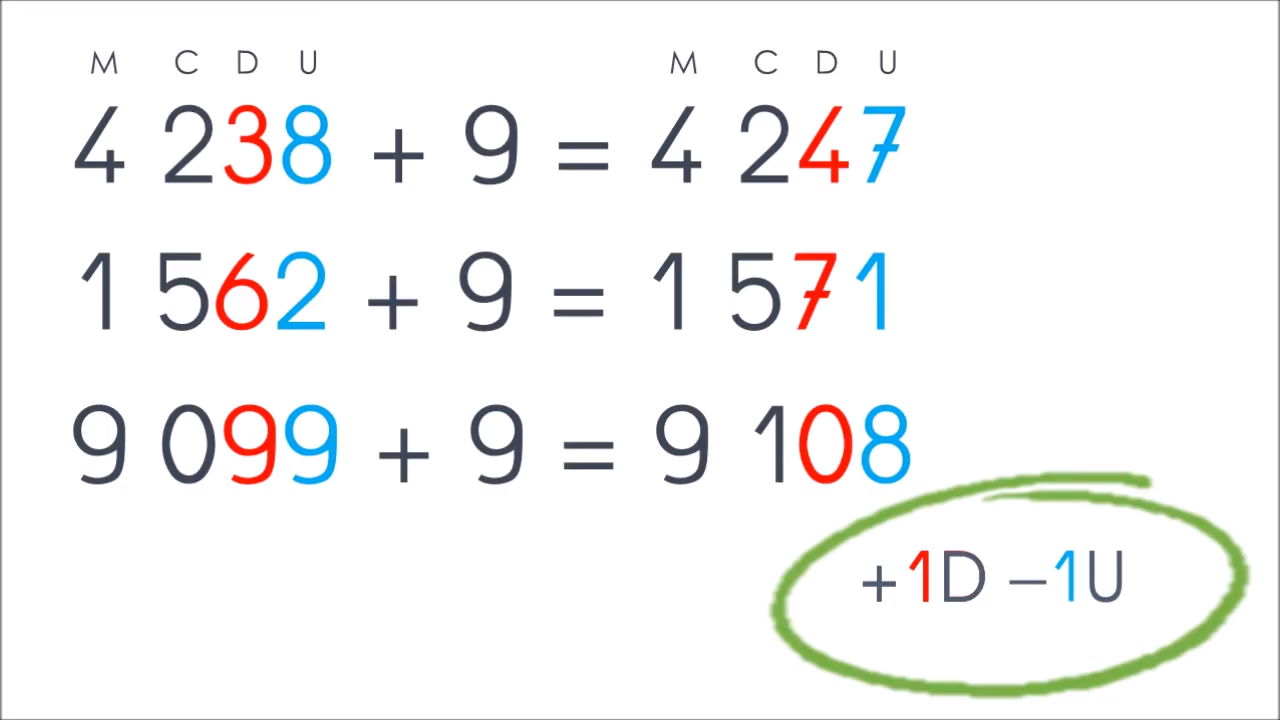 M C D U M C D U
4 238 + 9 = 4 247
1 562 + 9 = 1 571
9 099 + 9 = 9 108
+1D –1U